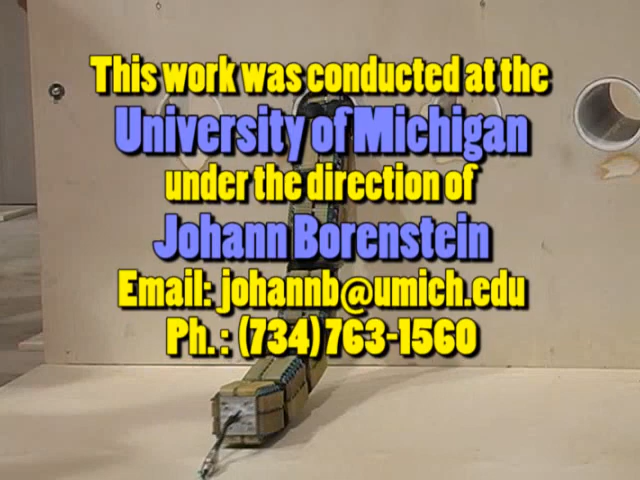 This work was conducted at the
University of Michigan
under the direction of
Johann Borenstein
Email: johannb@umich.edu
Ph. : (734) 763-1560